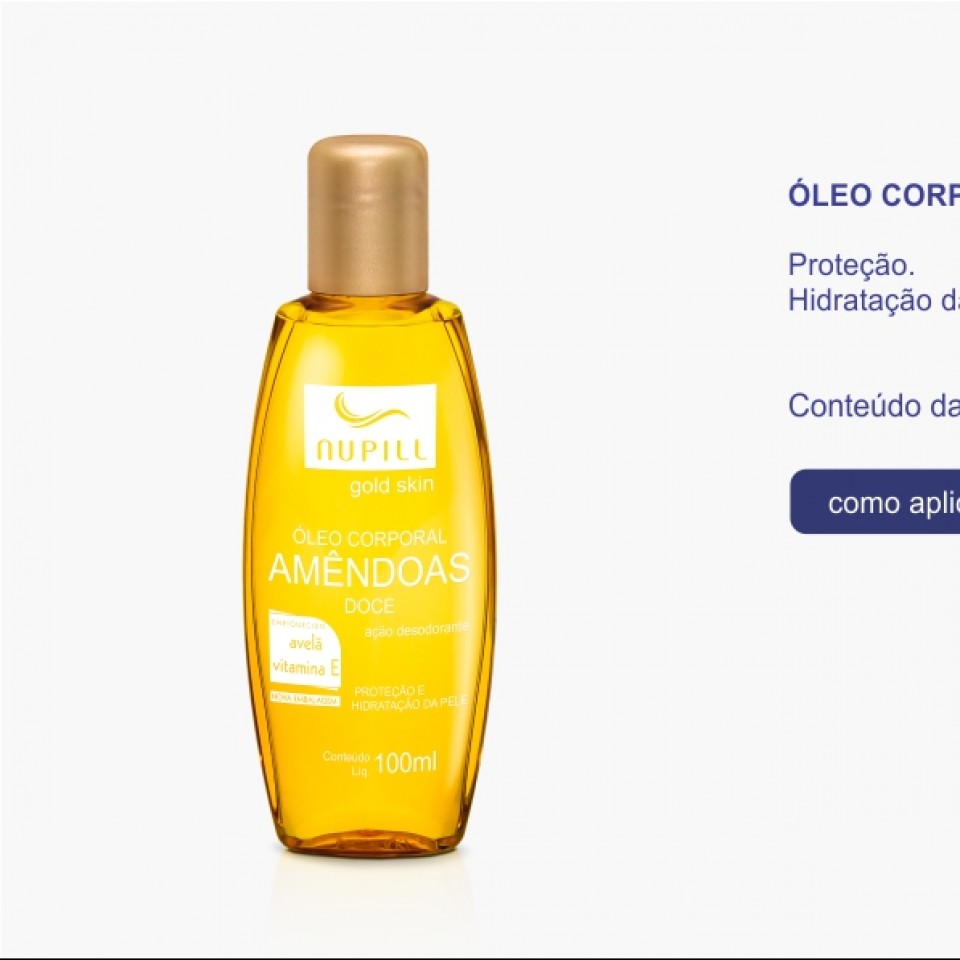 NUPILL
gold skin
ÓLEO CORPORAL
AMÊNDOAS
DOCE
ação desodorante
ENRIQUECIDO
avelã
vitamina E
NOVA EMBALAGEM
PROTEÇÃO E
HIDRATAÇÃO DA PELE
Conteúdo
Líq. 100ml
ÓLEO CORP
Proteção.
Hidratação da
Conteúdo da
como aplic